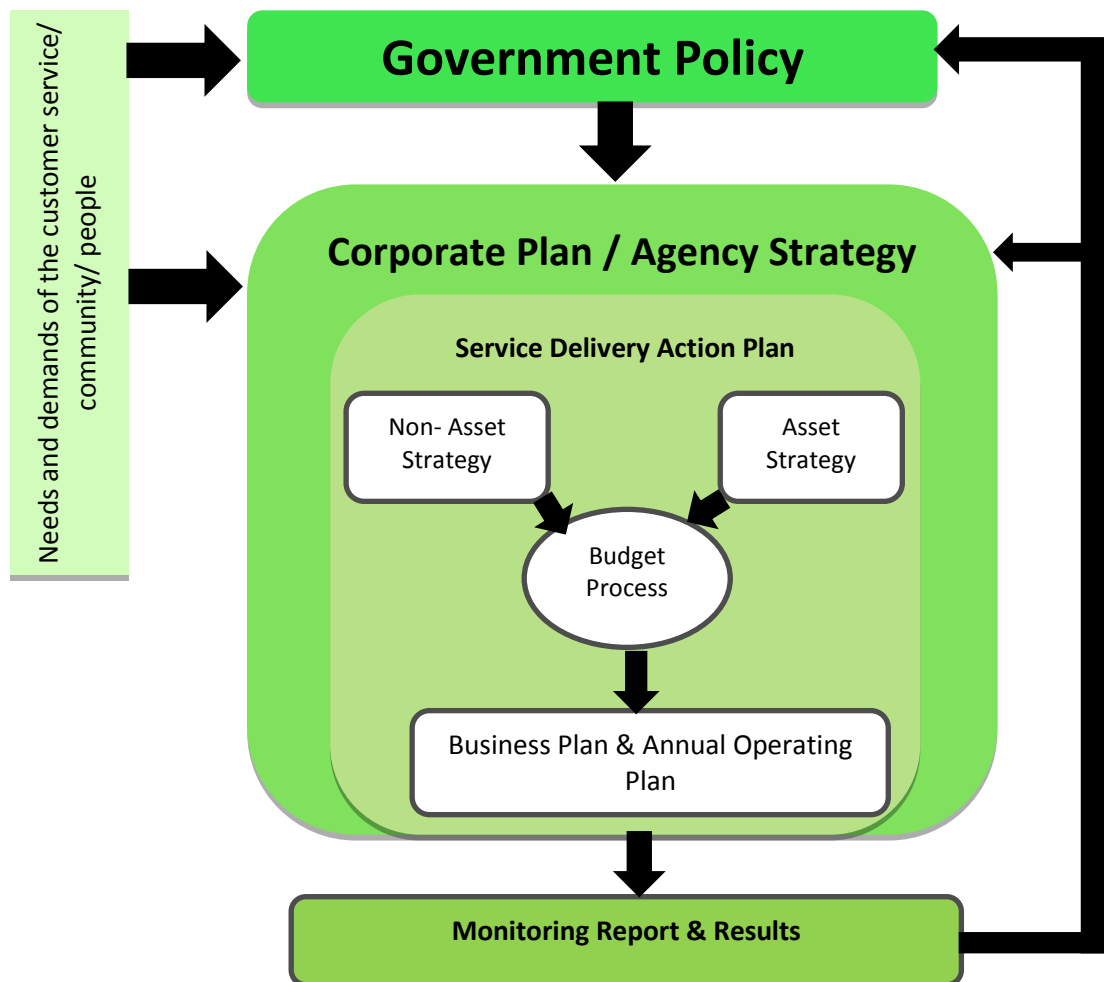 Needs and demands of the customer service/
community/ people
Government Policy
Corporate Plan / Agency Strategy
Service Delivery Action Plan
Non- Asset
Strategy
Asset
Strategy
Budget
Process
Business Plan & Annual Operating
Plan
Monitoring Report & Results